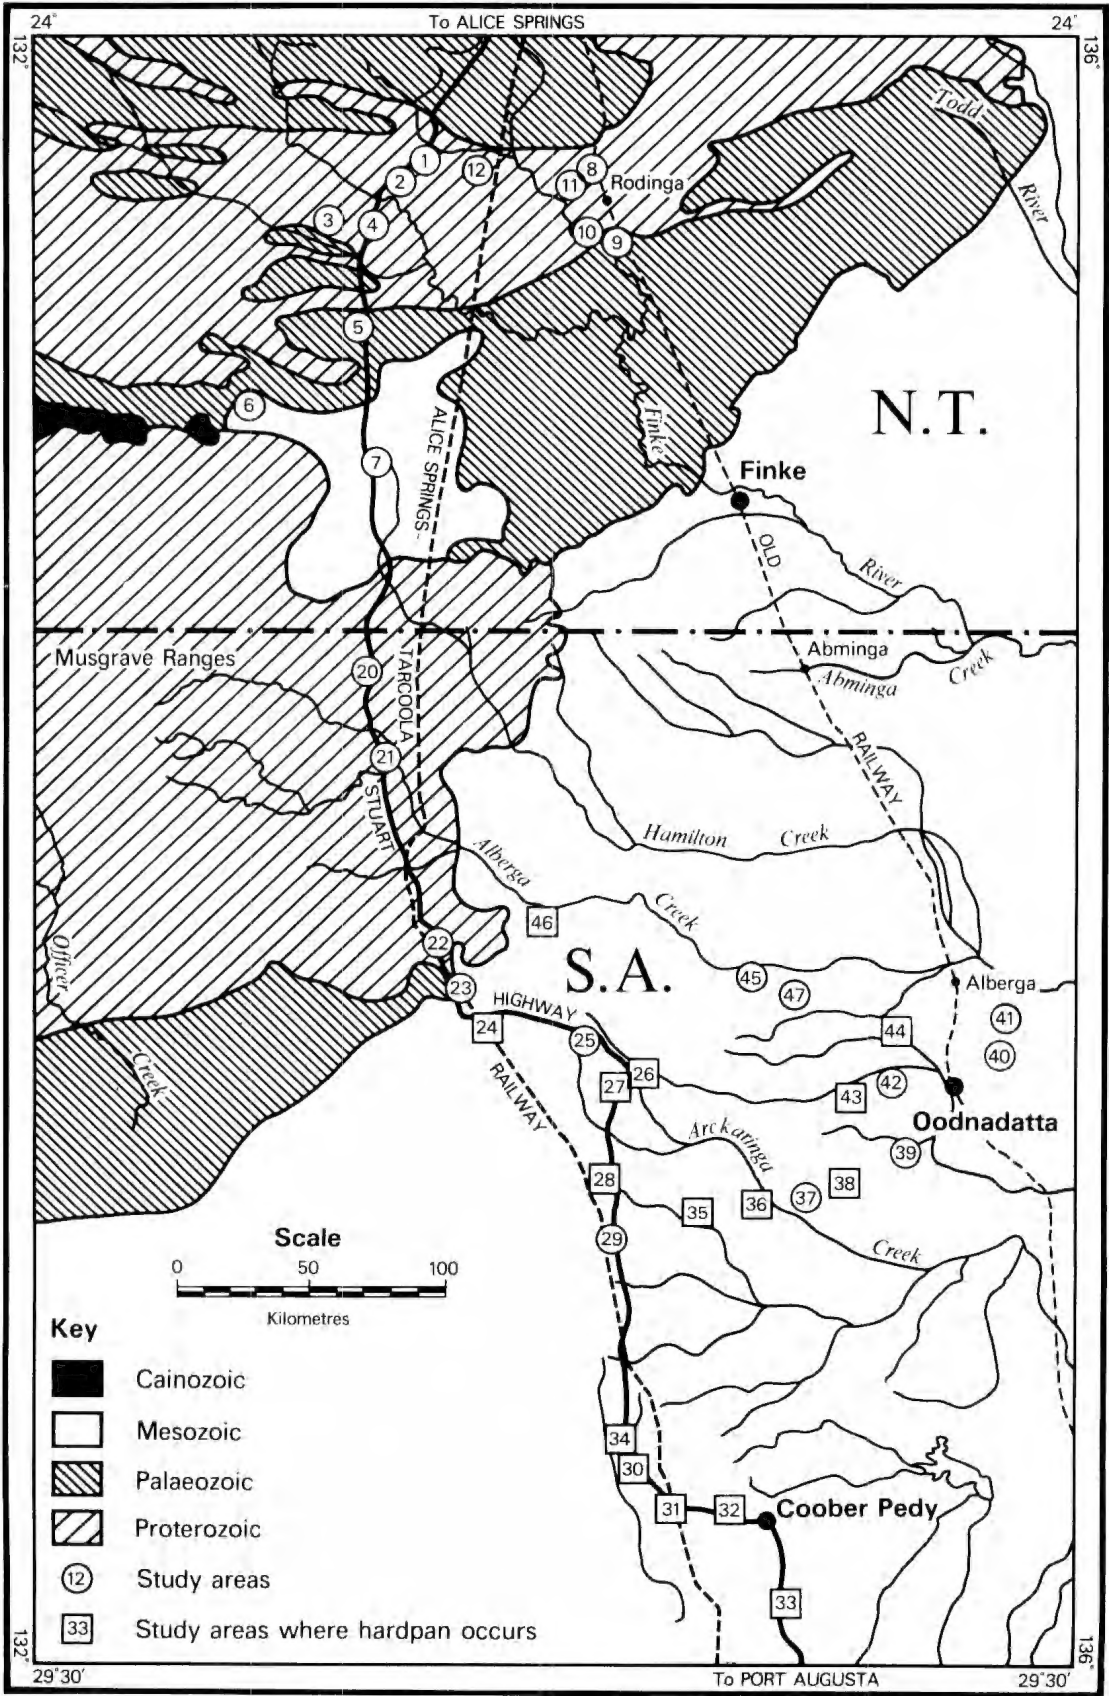 24°
To ALICE SPRINGS
24°
132°
136°
Todd
River
1
2
12
8
11
Rodinga
3
4
10
9
5
6
N.T.
ALICE SPRINGS -
Finke
7
Finke
OLD
River
Musgrave Ranges
Abminga
Abminga
Creek
20
TARCOOLA
21
RAILWAY
STUART
Hamilton
Creek
Alberga
46
Creek
22
Officer
S.A.
45
47
Alberga
23
HIGHWAY
41
24
25
44
40
RAILWAY
26
27
42
43
Creek
Oodnadatta
Arckaringa
39
28
38
37
36
35
Scale
29
Creek
0
50
100
Kilometres
Key
Cainozoic
Mesozoic
34
Palaeozoic
30
31
32
Coober Pedy
Proterozoic
12
Study areas
33
33
Study areas where hardpan occurs
132°
136°
29°30'
To PORT AUGUSTA
29°30'